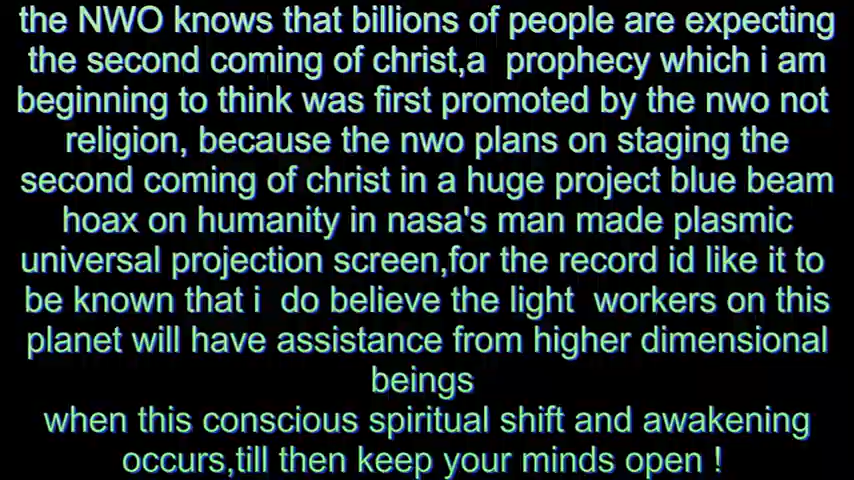 the NWO knows that billions of people are expecting
the second coming of christ,a  prophecy which i am
beginning to think was first promoted by the nwo not
religion, because the nwo plans on staging the
second coming of christ in a huge project blue beam
hoax on humanity in nasa's man made plasmic
universal projection screen,for the record id like it to
be known that i  do believe the light  workers on this
planet will have assistance from higher dimensional
beings
when this conscious spiritual shift and awakening
occurs,till then keep your minds open !